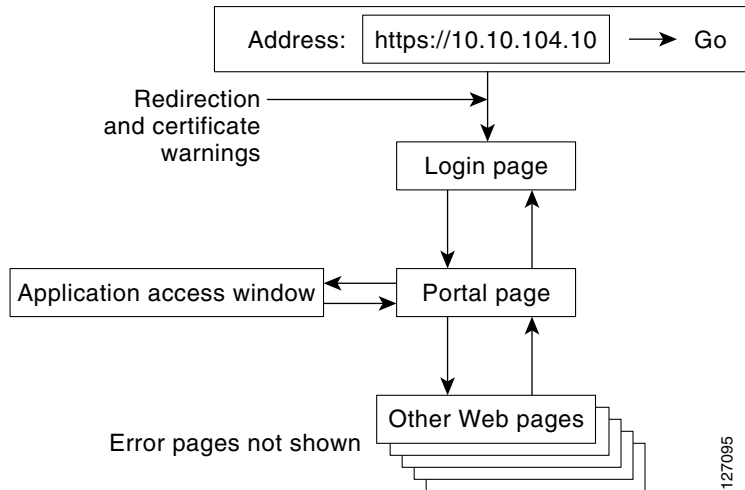 Address: https://10.10.104.10 Go
Redirection
and certificate
warnings
Login page
Application access window
Portal page
Other Web pages
Error pages not shown
127095